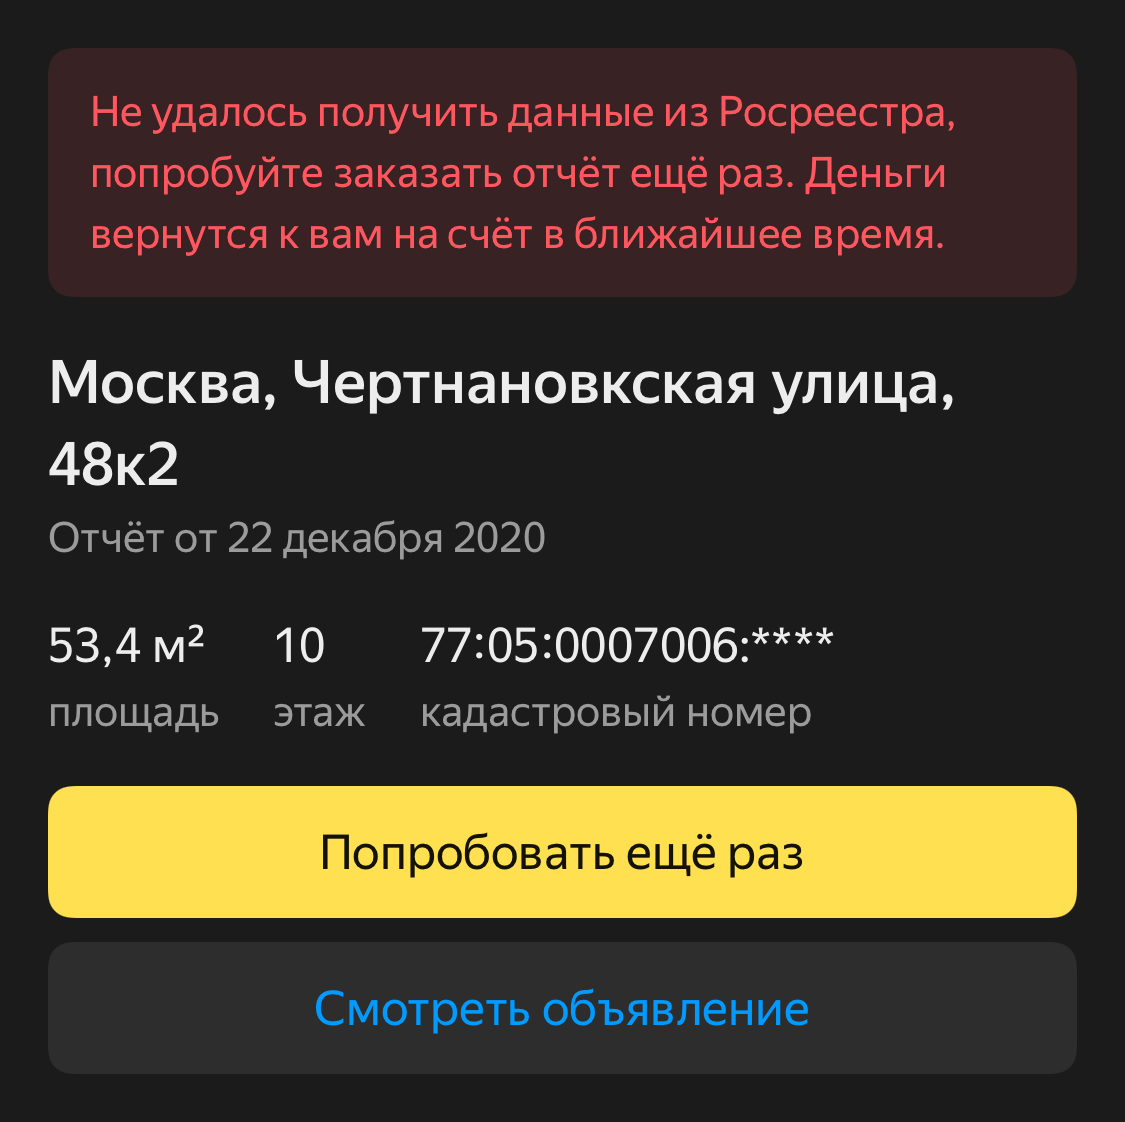 Не удалось получить данные из Росреестра,
попробуйте заказать отчёт ещё раз. Деньги
вернутся к вам на счёт в ближайшее время.
Москва, Чертнановкская улица,
48к2
Отчёт от 22 декабря 2020
53,4 м² 10 77:05:0007006:****
площадь этаж кадастровый номер
Попробовать ещё раз
Смотреть объявление